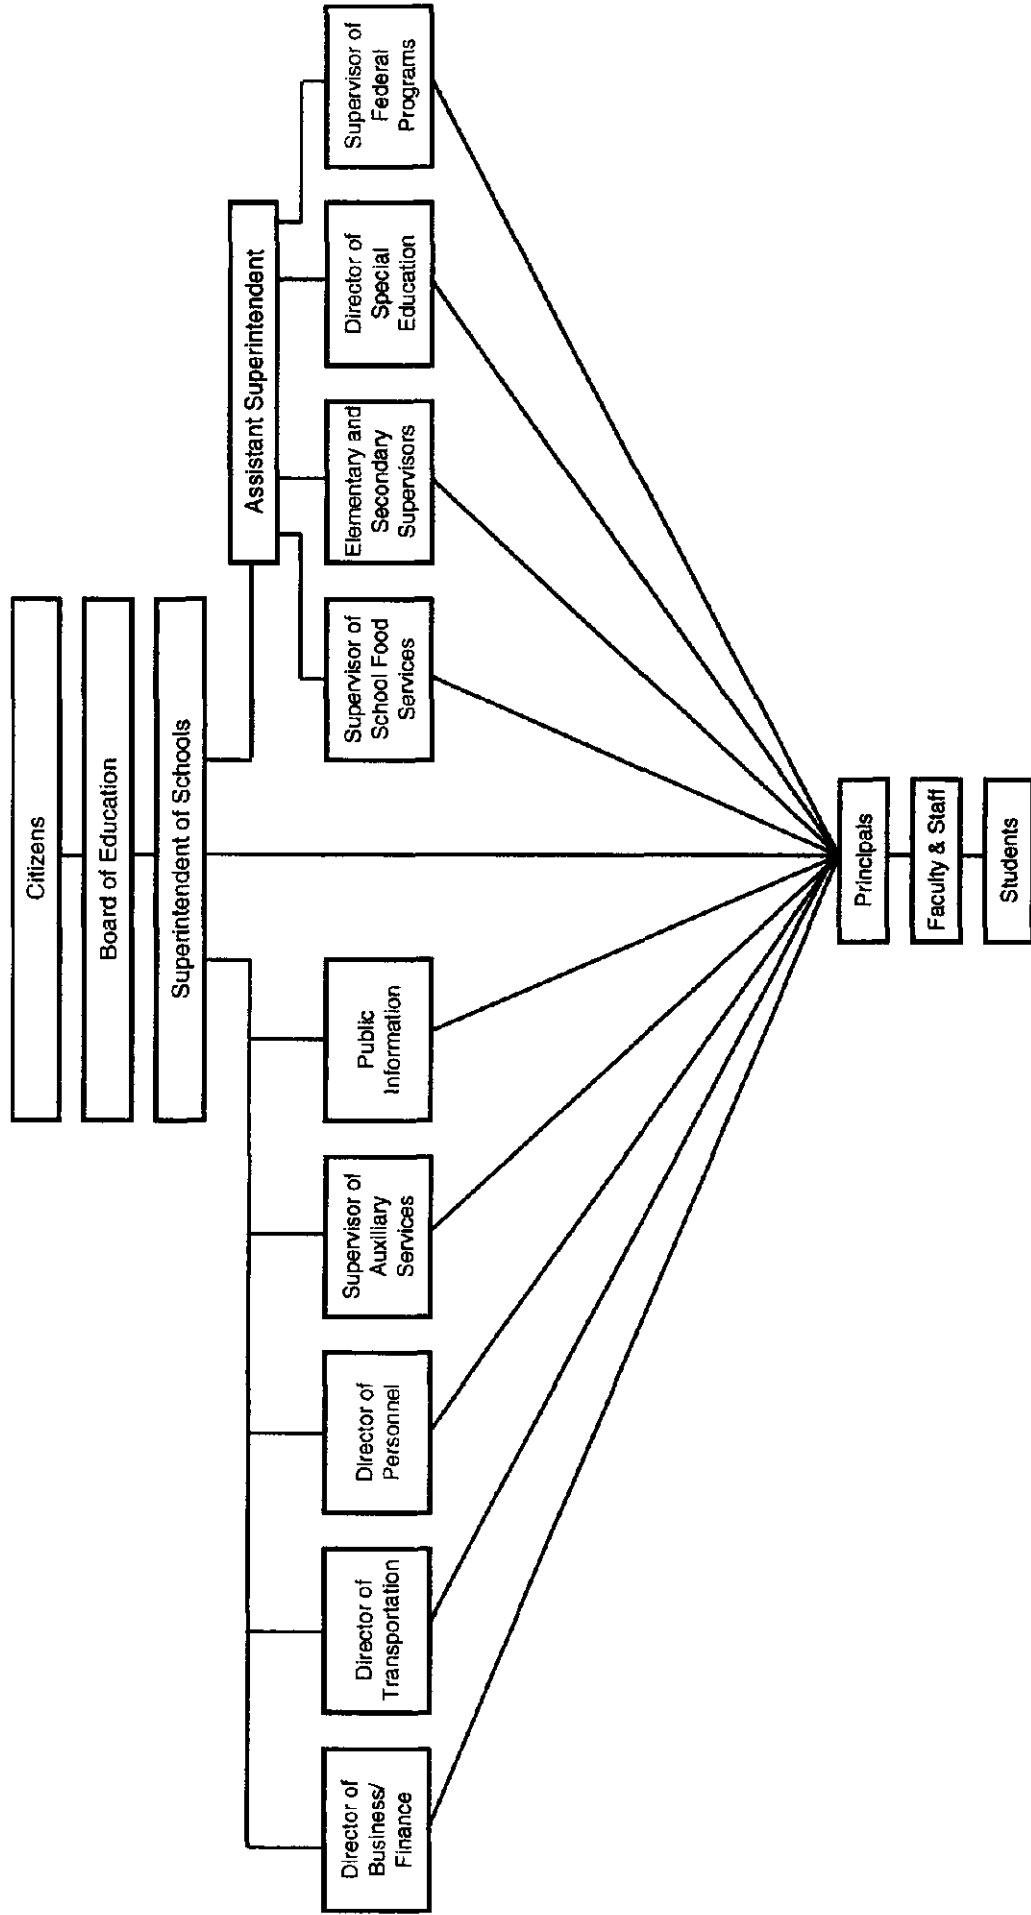 Citizens
Board of Education
Superintendent of Schools
Assistant Superintendent
Director of
Business/
Finance
Director of
Transportation
Director of
Personnel
Supervisor of
Auxiliary
Services
Public
Information
Supervisor of
School Food
Services
Elementary and
Secondary
Supervisors
Director of
Special
Education
Supervisor of
Federal
Programs
Principals
Faculty & Staff
Students